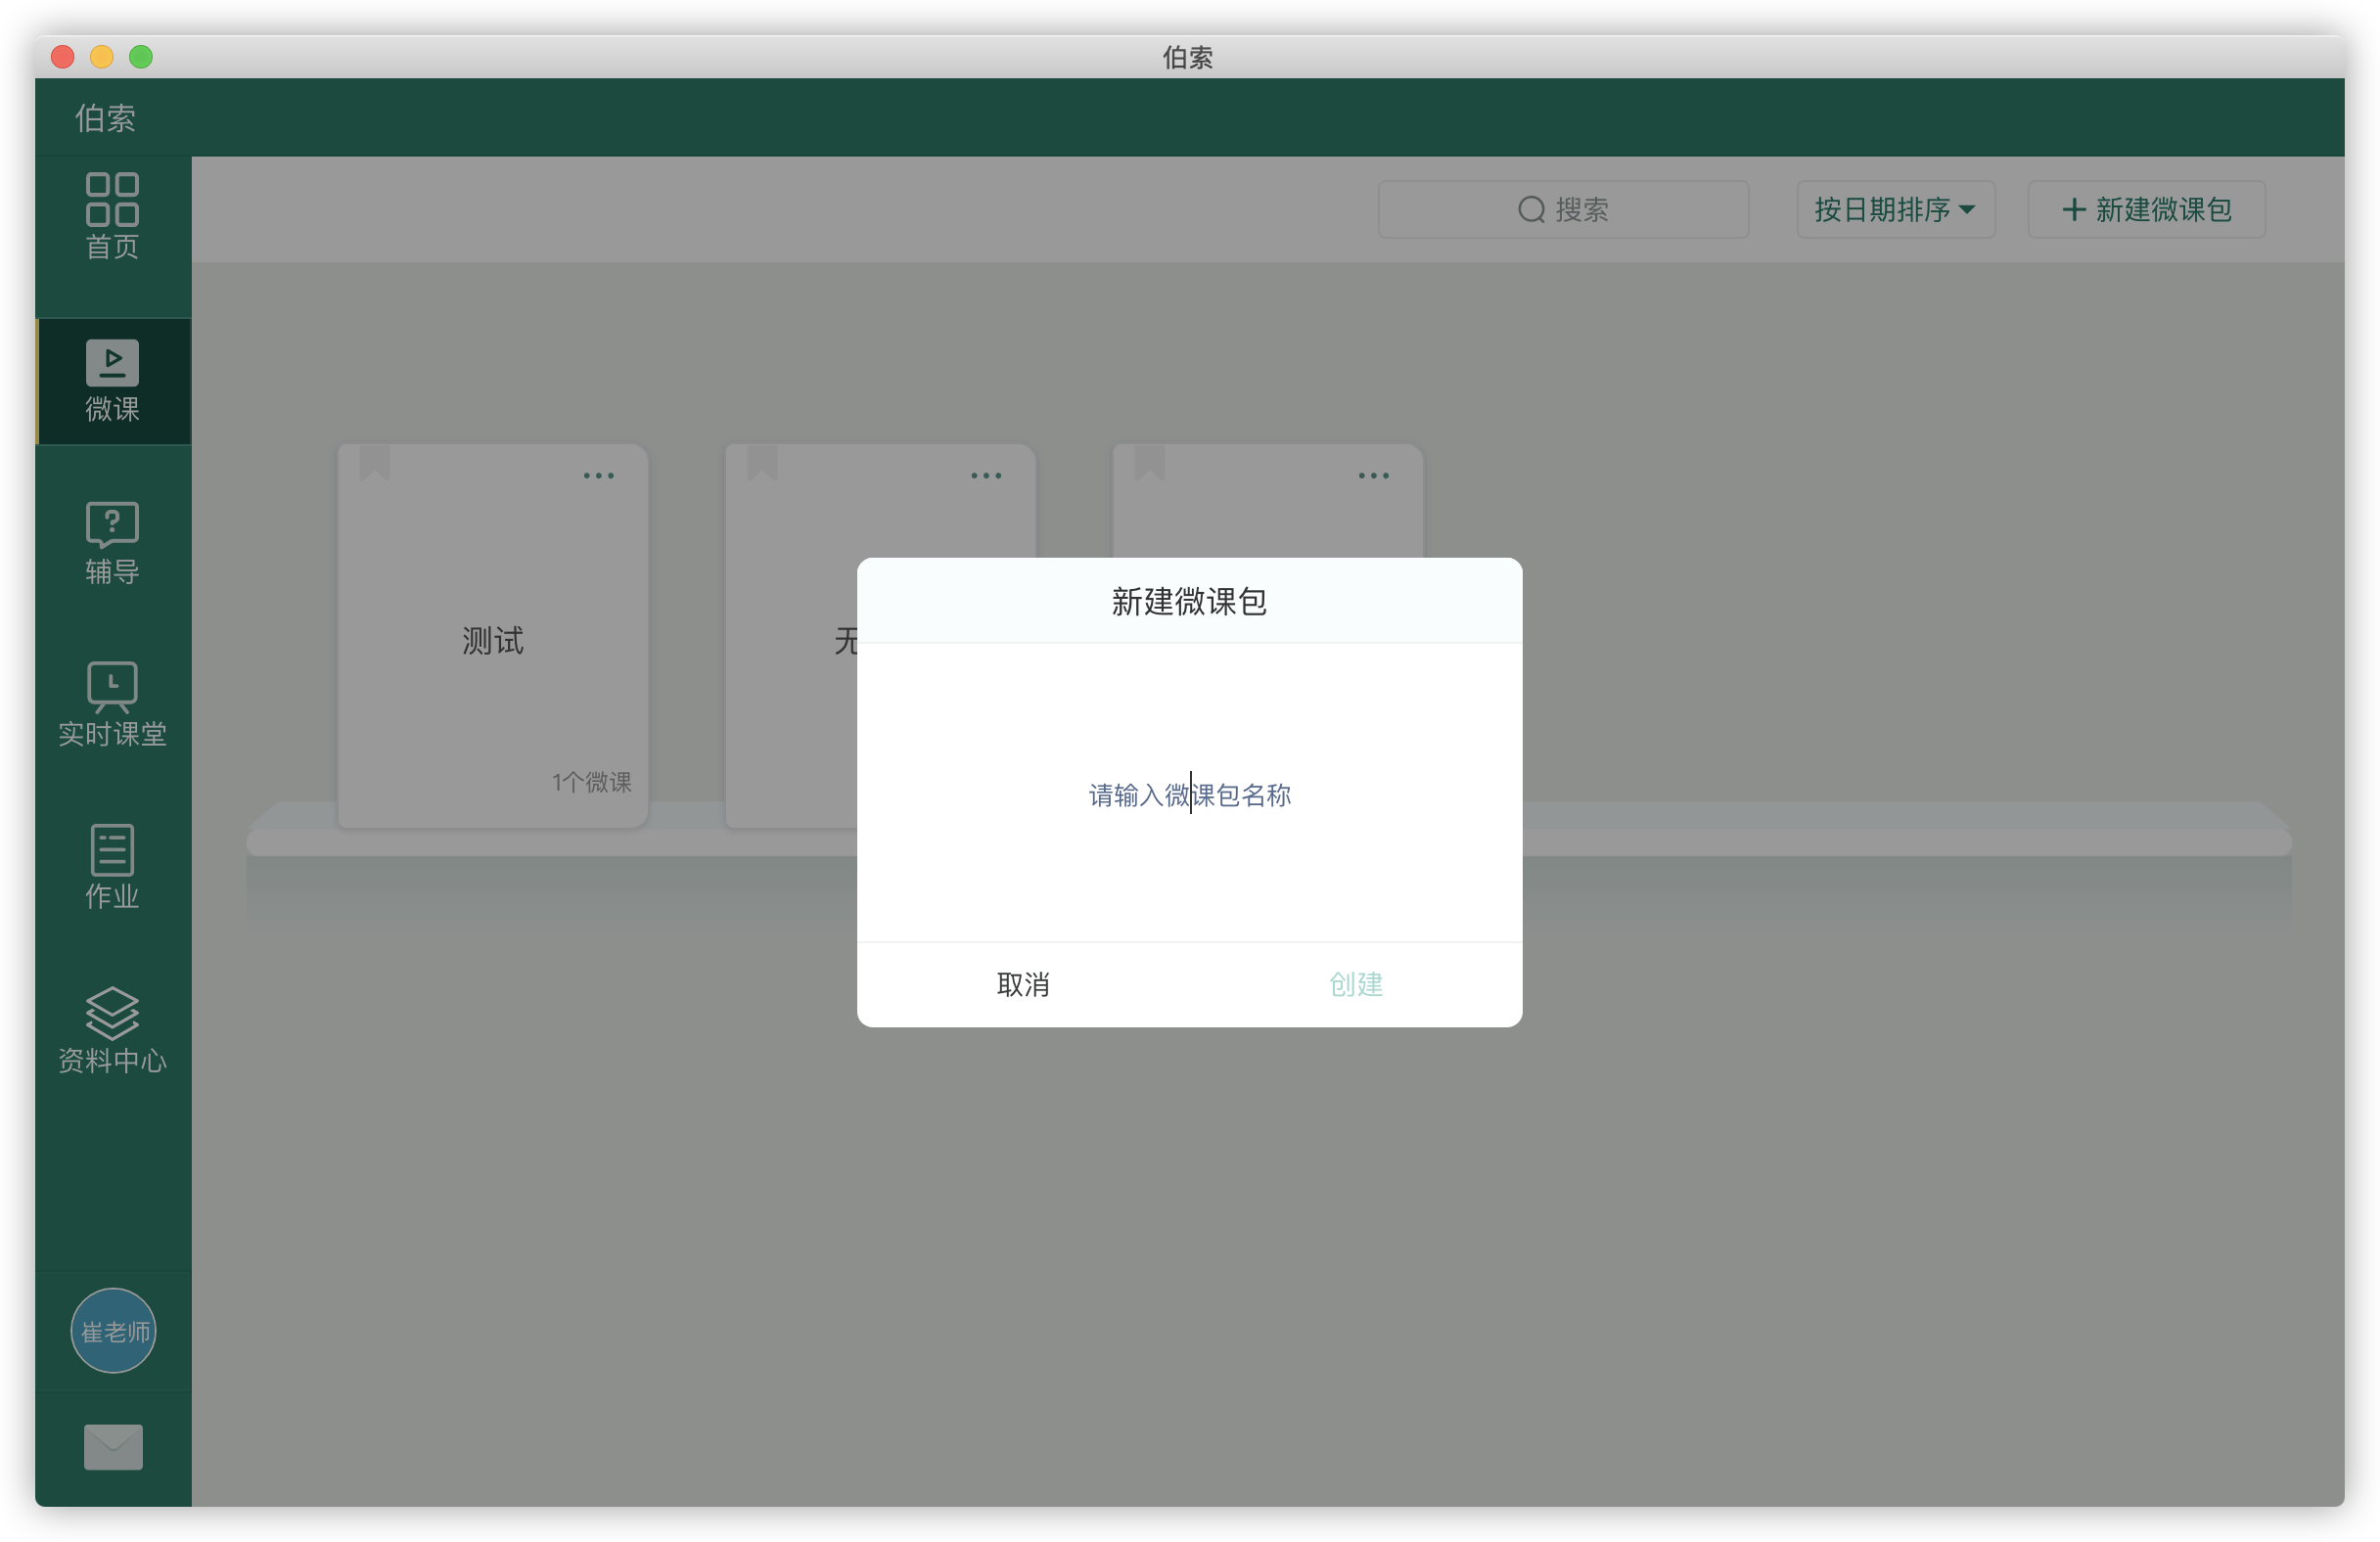 伯索
伯索
首页
微课
辅导
实时课堂
作业
资料中心
崔老师
搜索
按日期排序
新建微课包
测试
1个微课
无
新建微课包
请输入微课包名称
取消
创建